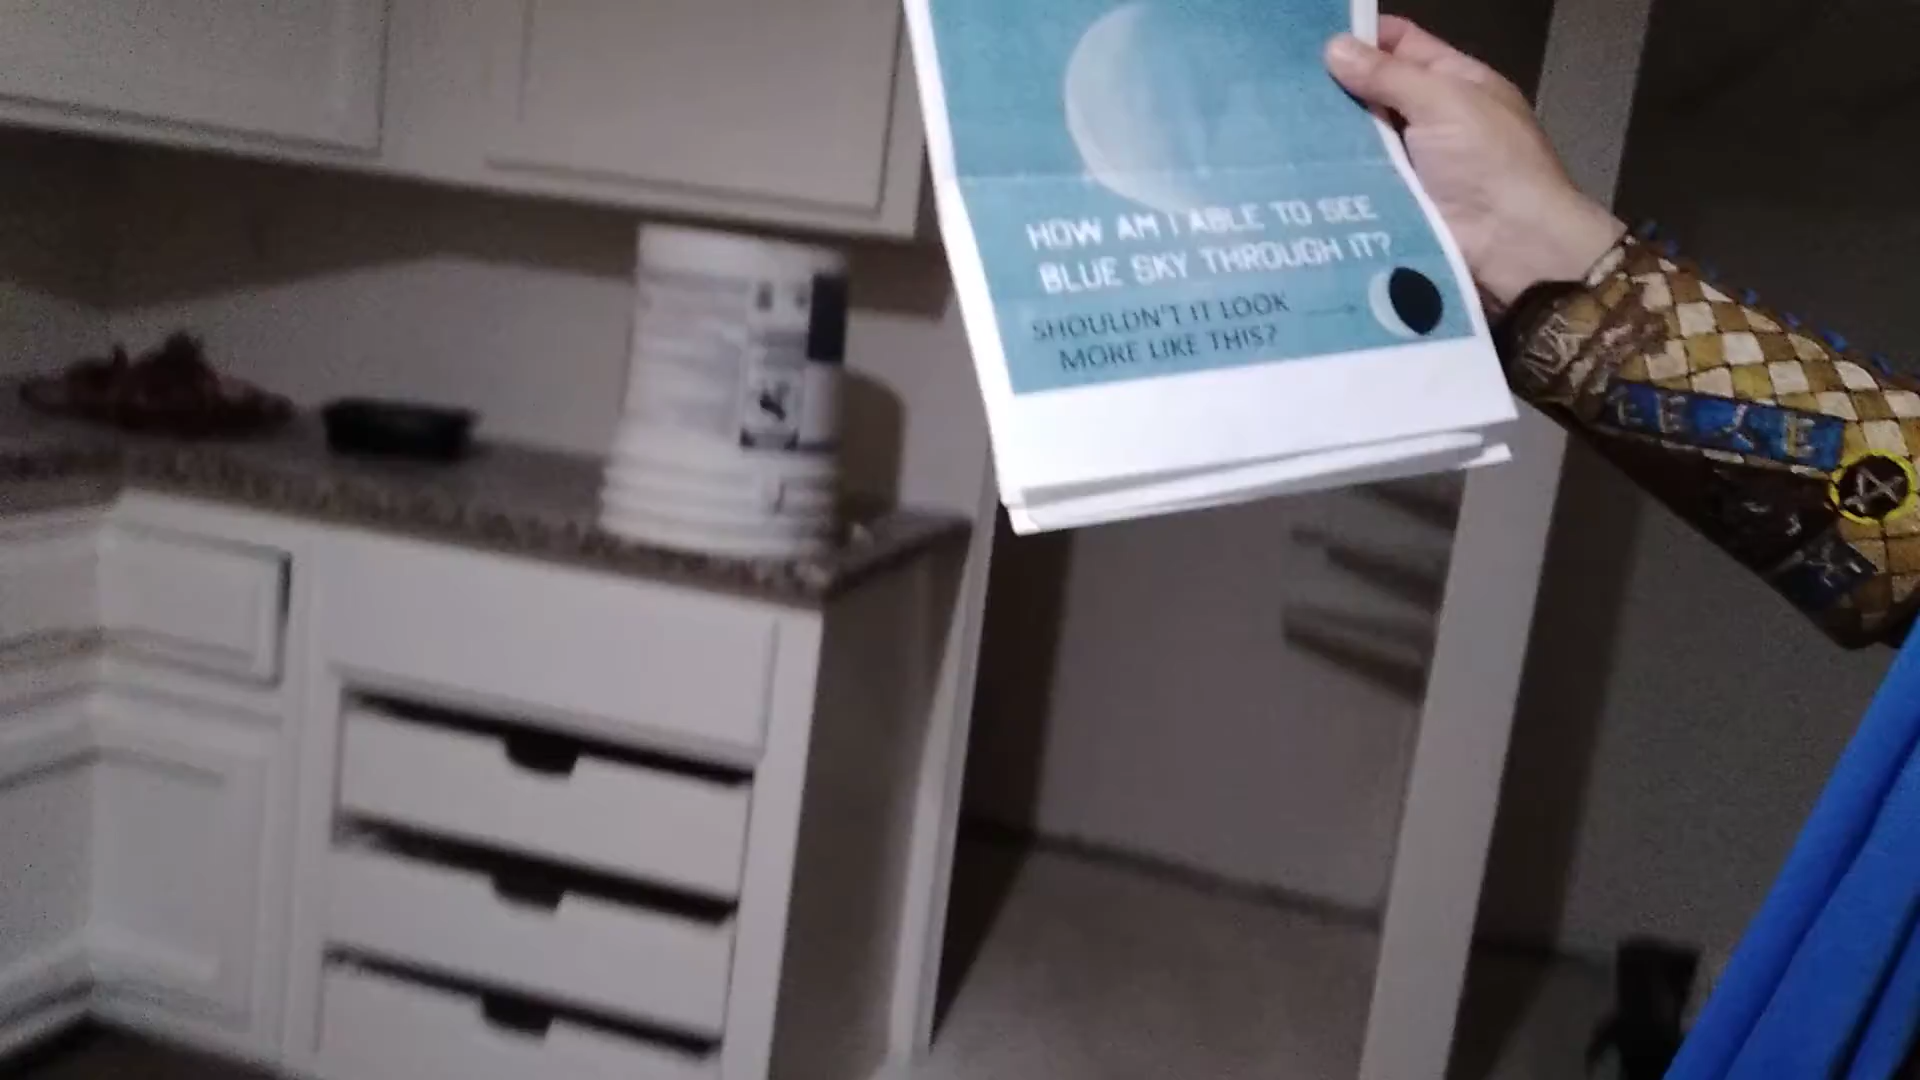 HOW AM I ABLE TO SEE
BLUE SKY THROUGH IT?
SHOULDN'T IT LOOK
MORE LIKE THIS?